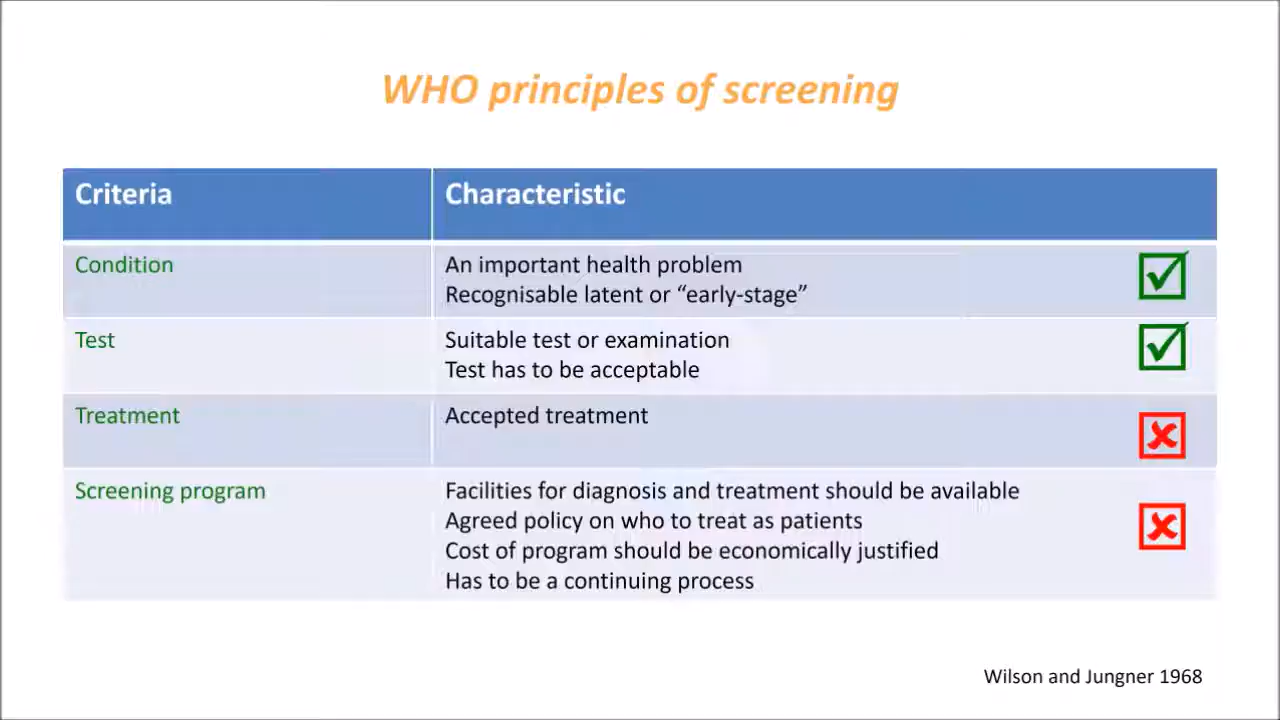 WHO principles of screening
Criteria
Characteristic
Condition
An important health problem
Recognisable latent or “early-stage”
Test
Suitable test or examination
Test has to be acceptable
Treatment
Accepted treatment
Screening program
Facilities for diagnosis and treatment should be available
Agreed policy on who to treat as patients
Cost of program should be economically justified
Has to be a continuing process
Wilson and Jungner 1968